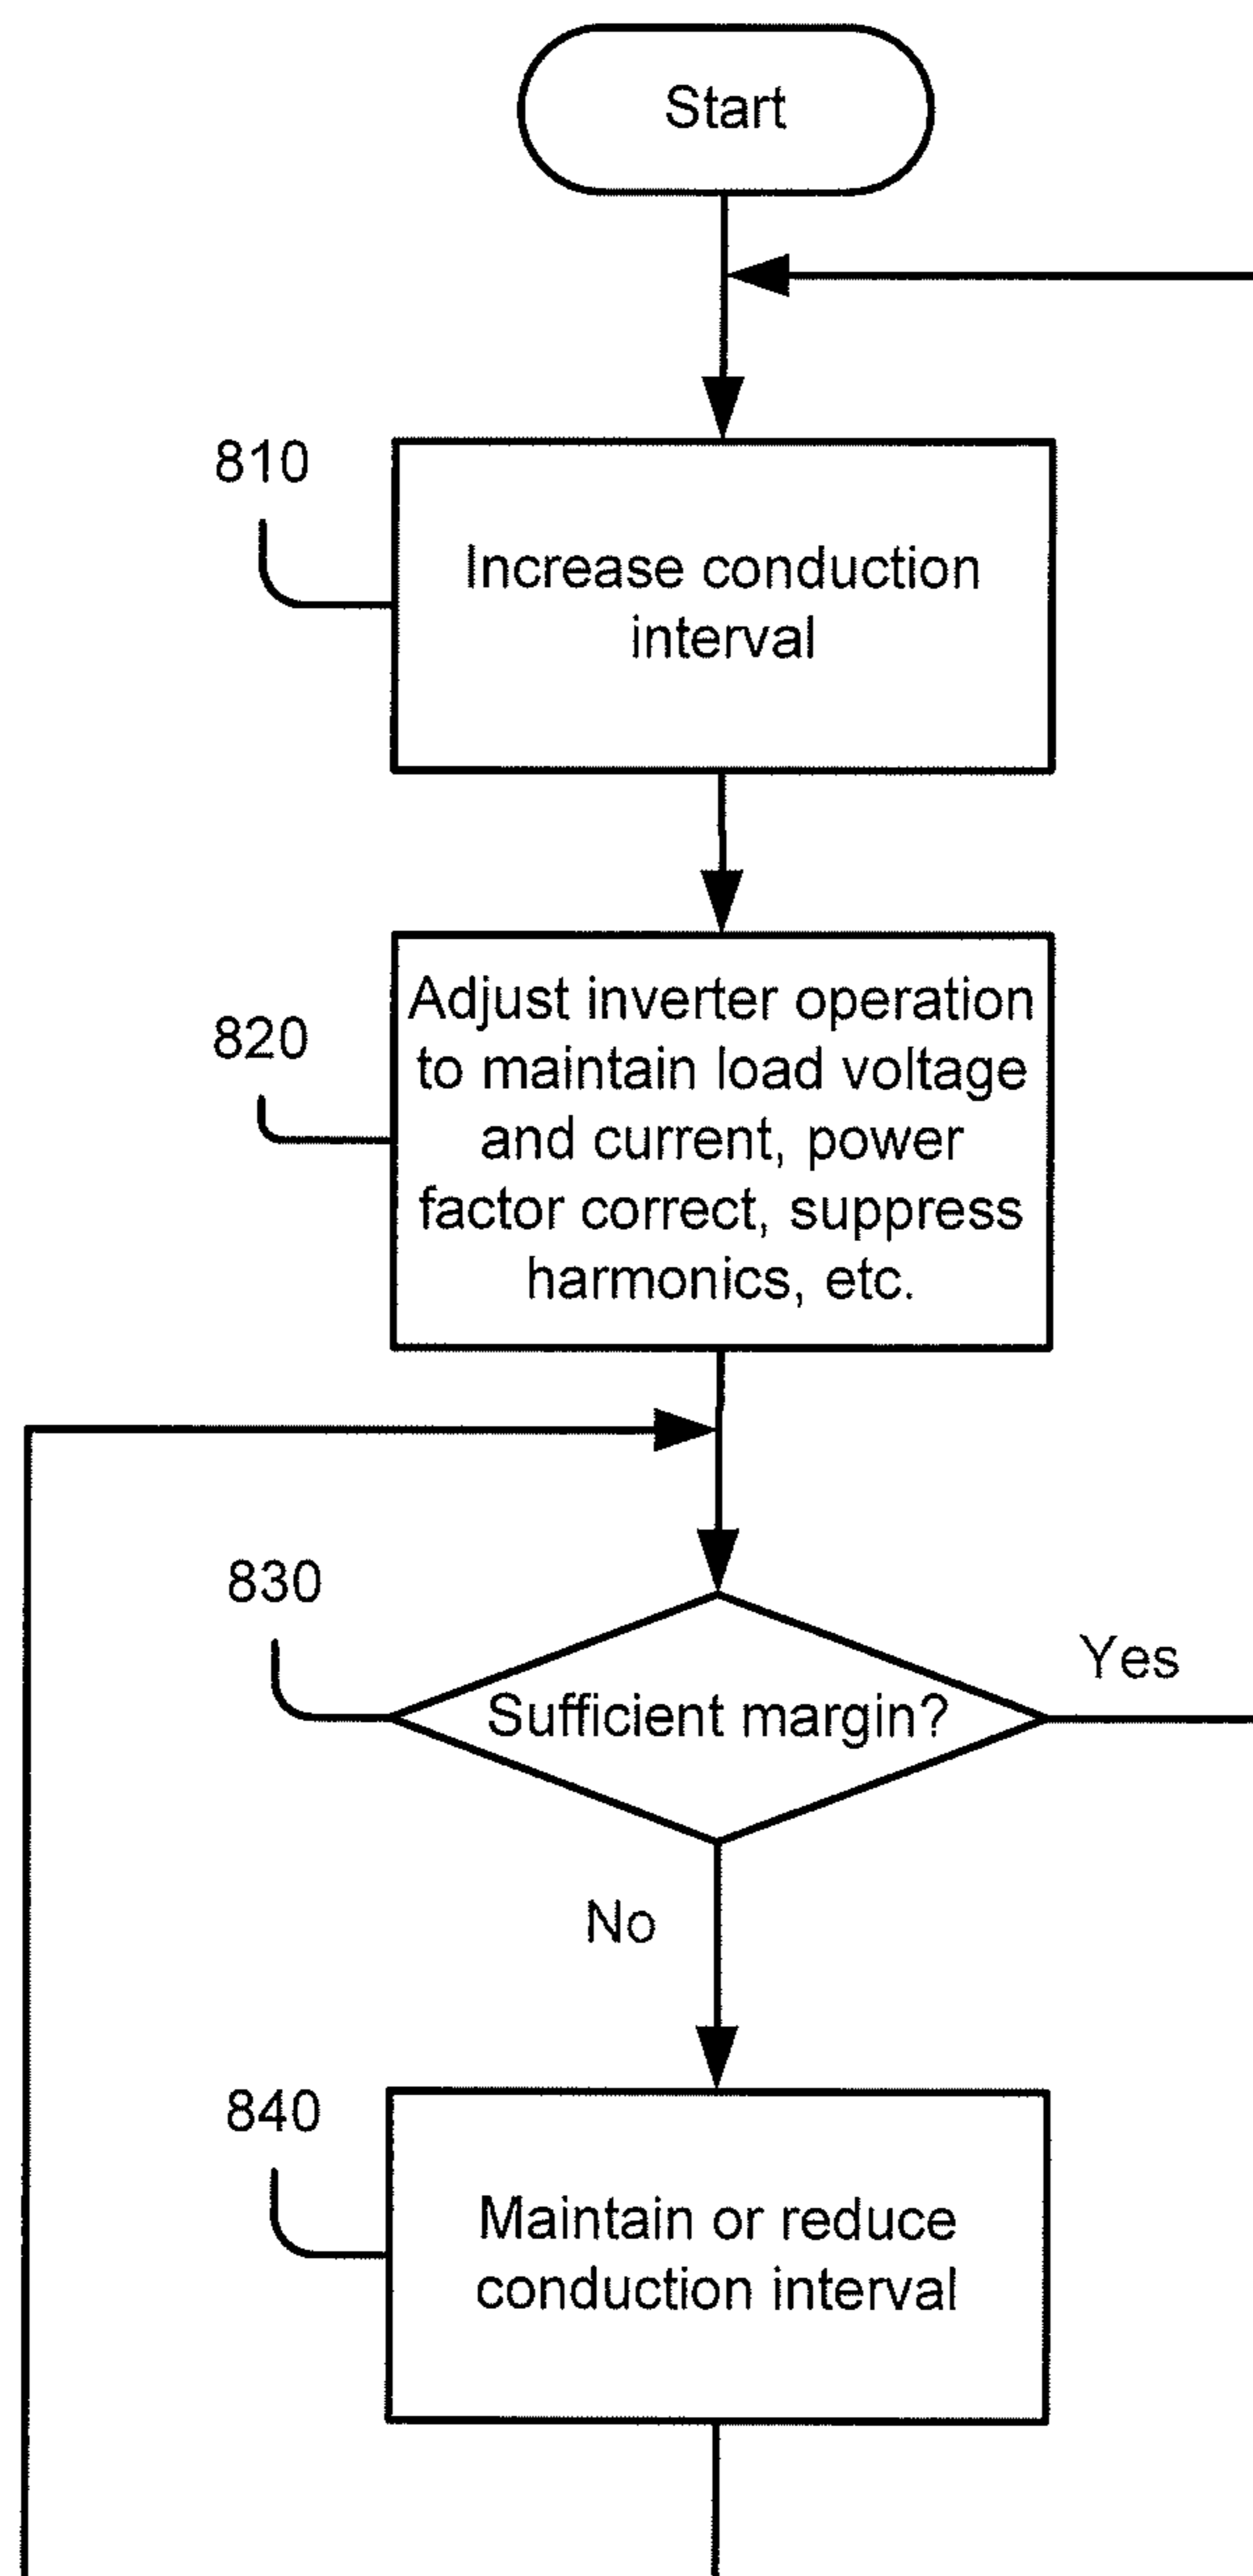 Start
810
Increase conduction
interval
820
Adjust inverter operation
to maintain load voltage
and current, power
factor correct, suppress
harmonics, etc.
830
Sufficient margin?
Yes
No
840
Maintain or reduce
conduction interval